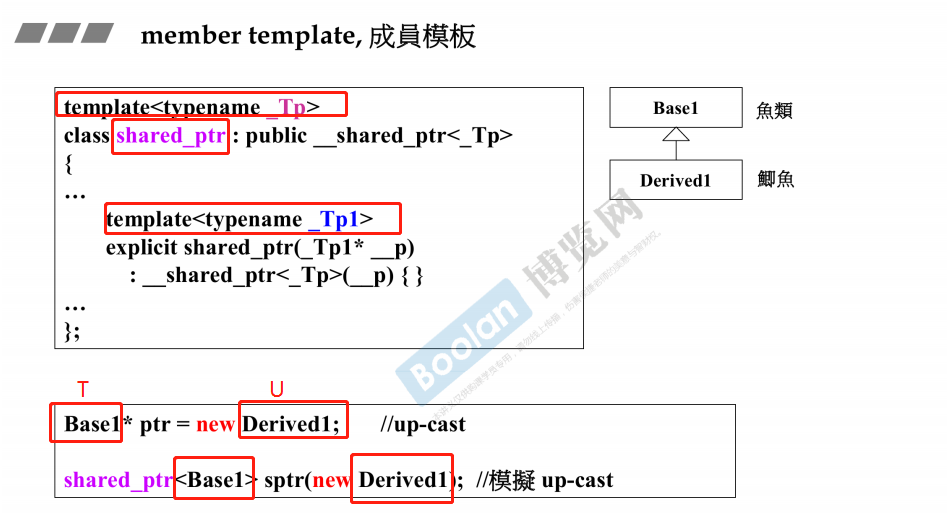 member template, 成員模板
template<typename _Tp>
class shared_ptr : public __shared_ptr<_Tp>
{
…
template<typename _Tp1>
explicit shared_ptr(_Tp1* __p)
: __shared_ptr<_Tp>(__p) { }
…
};
Base1
魚類
Derived1
鯽魚
Boolan 博览网
T U
Base1* ptr = new Derived1; //up-cast
shared_ptr<Base1> sptr(new Derived1); //模擬 up-cast